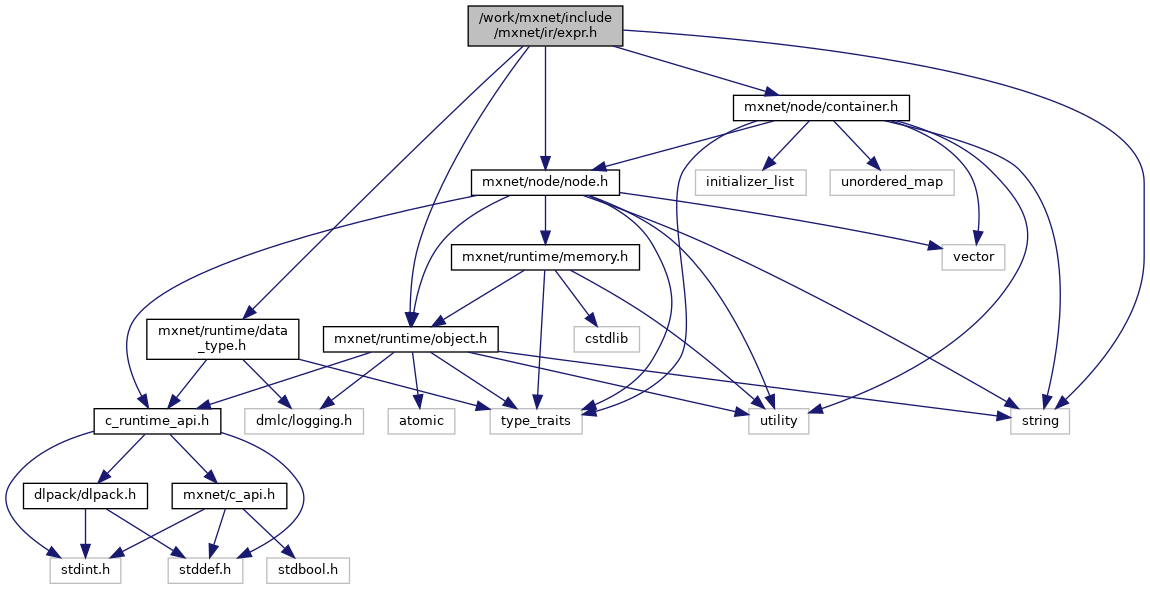 /work/mxnet/include
/mxnet/ir/expr.h
mxnet/node/container.h
mxnet/node/node.h
initializer_list
unordered_map
mxnet/runtime/memory.h
vector
mxnet/runtime/data
_type.h
mxnet/runtime/object.h
cstdlib
c_runtime_api.h
dmlc/logging.h
atomic
type_traits
utility
string
dlpack/dlpack.h
mxnet/c_api.h
stdint.h
stddef.h
stdbool.h